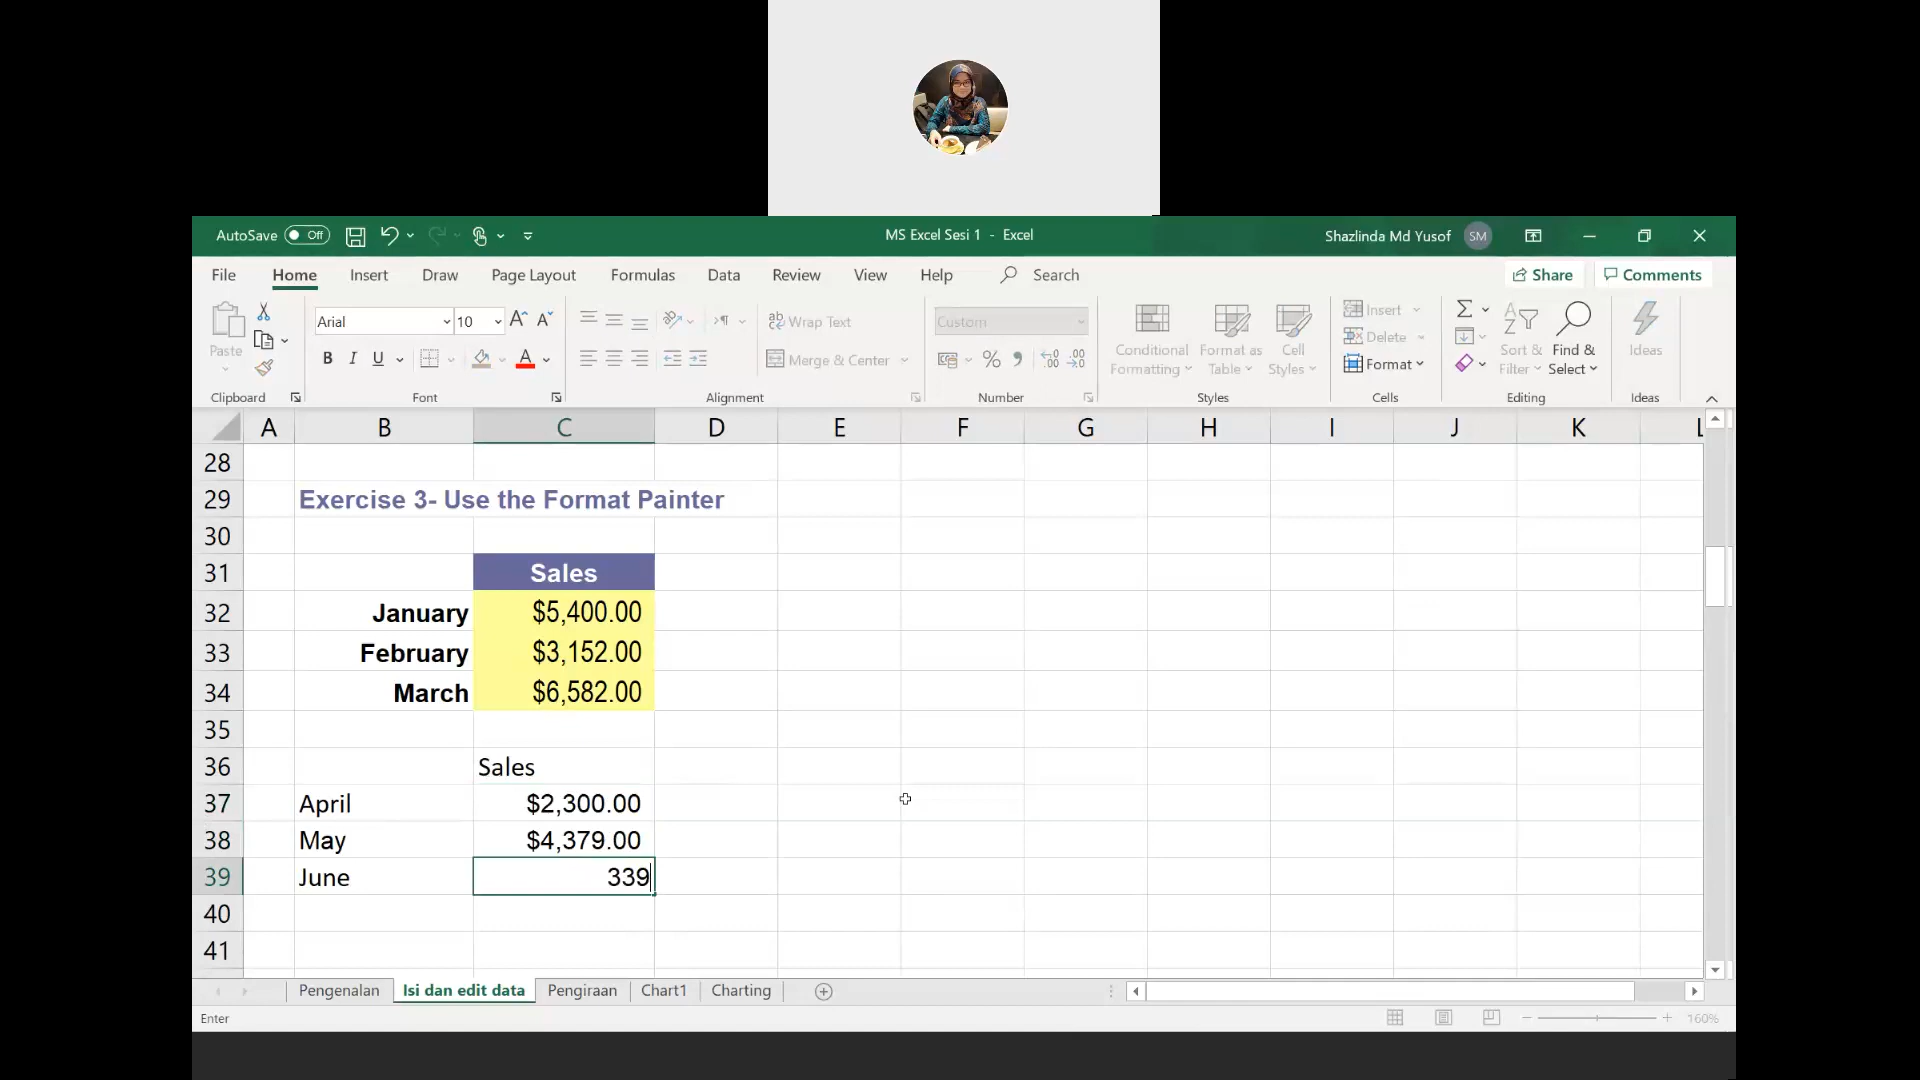 AutoSave Off MS Excel Sesi 1 - Excel Shazlinda Md Yusof SM
File Home Insert Draw Page Layout Formulas Data Review View Help Search Share Comments
Paste
Clipboard
Arial 10
B I U A
Font
Wrap Text
Merge & Center
Alignment
Custom
%
Number
Conditional Formatting
Format as Table
Cell Styles
Styles
Insert
Delete
Format
Cells
Sort & Filter
Find & Select
Editing
Ideas
Ideas
A B C D E F G H I J K L
28
29 Exercise 3- Use the Format Painter
30
31 Sales
32 January $5,400.00
33 February $3,152.00
34 March $6,582.00
35
36 Sales
37 April $2,300.00
38 May $4,379.00
39 June 339
40
41
Pengenalan Isi dan edit data Pengiraan Chart1 Charting
Enter 160%